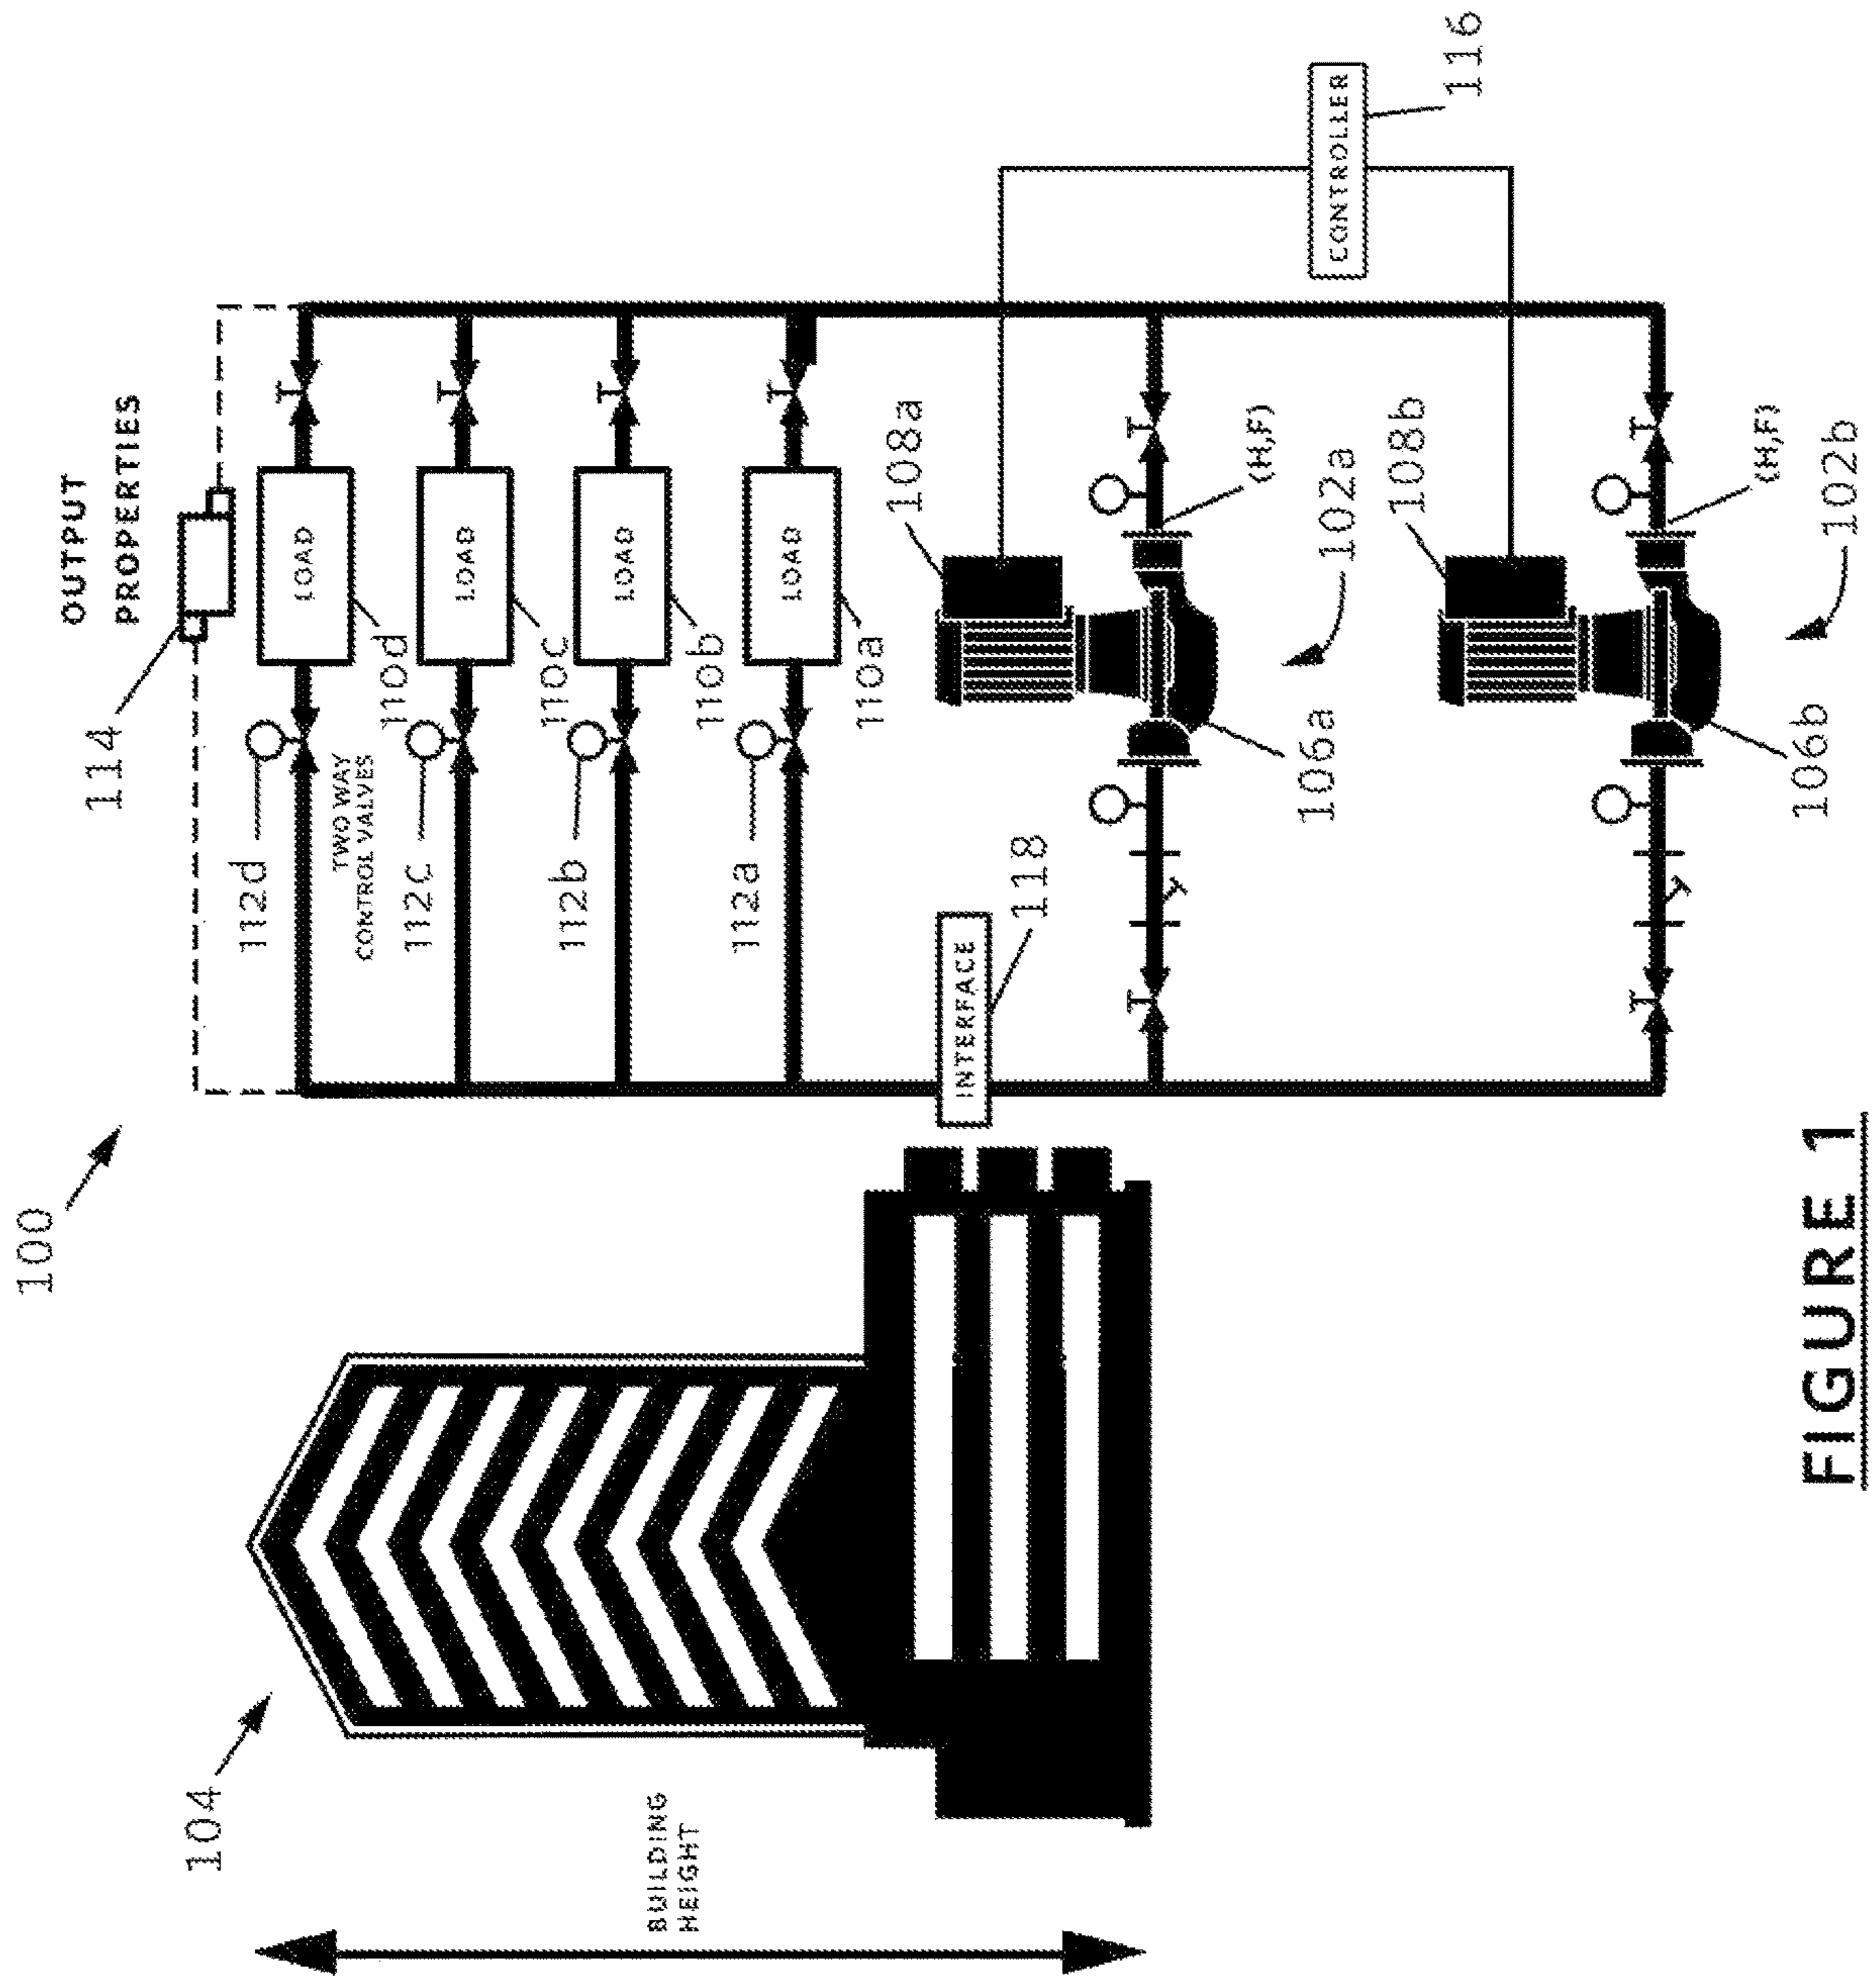 100
104
BUILDING
HEIGHT
OUTPUT
PROPERTIES
114
LOAD
110d
112d
TWO WAY
CONTROL VALVES
LOAD
110c
112c
LOAD
110b
112b
LOAD
110a
112a
108a
INTERFACE
118
106a
102a
(H,F)
CONTROLLER
116
108b
106b
102b
(H,F)
FIGURE 1